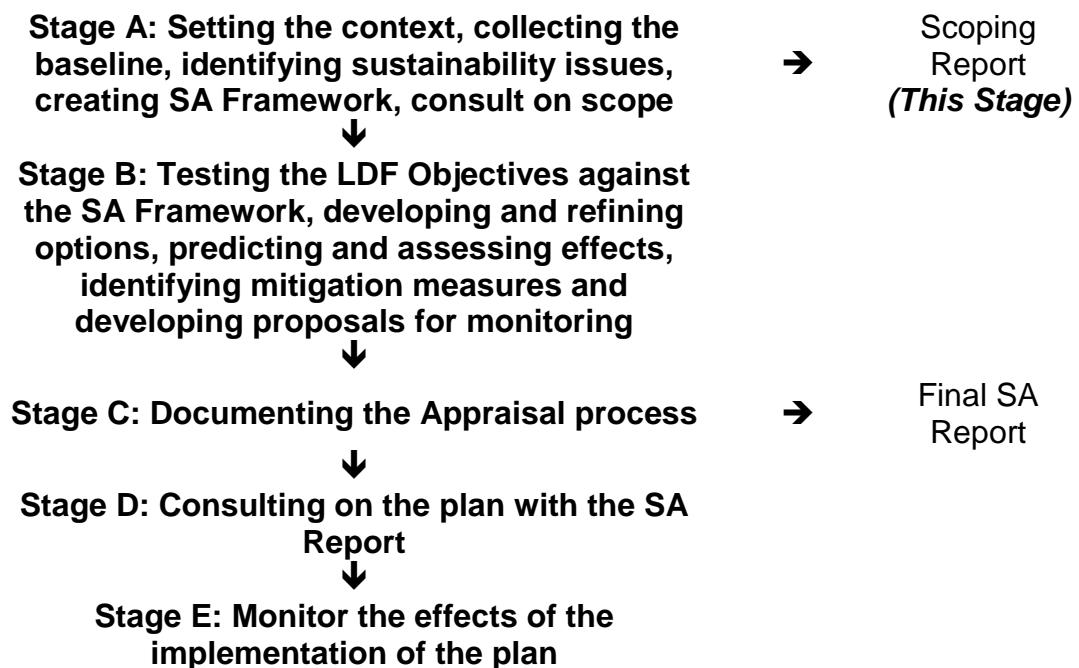 Stage A: Setting the context, collecting the
baseline, identifying sustainability issues,
creating SA Framework, consult on scope
➔
Scoping
Report
(This Stage)
🡻
Stage B: Testing the LDF Objectives against
the SA Framework, developing and refining
options, predicting and assessing effects,
identifying mitigation measures and
developing proposals for monitoring
🡻
Stage C: Documenting the Appraisal process
➔
Final SA
Report
🡻
Stage D: Consulting on the plan with the SA
Report
🡻
Stage E: Monitor the effects of the
implementation of the plan